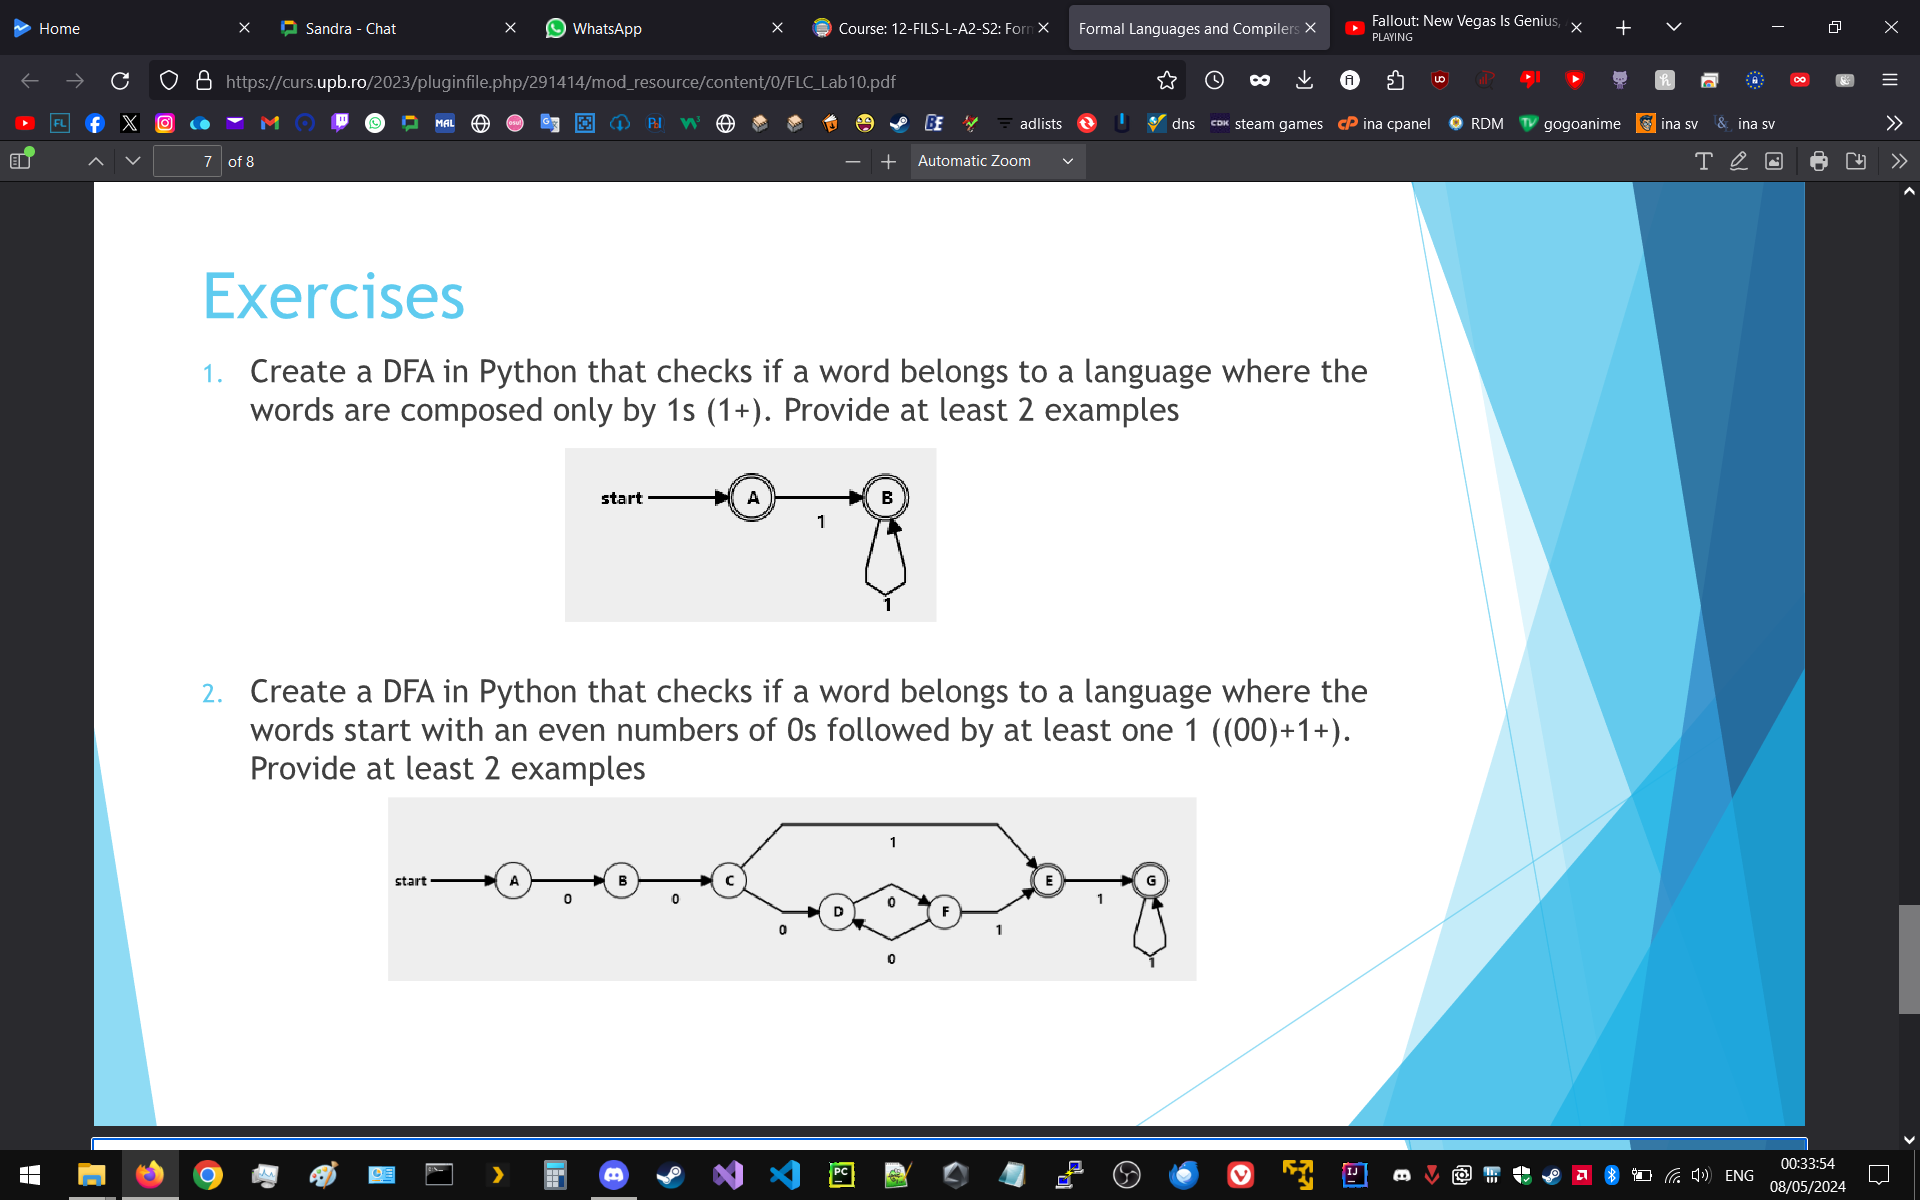 Home
Sandra - Chat
WhatsApp
Course: 12-FILS-L-A2-S2: Form
Formal Languages and Compilers
Fallout: New Vegas Is Genius,
PLAYING
https://curs.upb.ro/2023/pluginfile.php/291414/mod_resource/content/0/FLC_Lab10.pdf
adlists
dns
steam games
ina cpanel
RDM
gogoanime
ina sv
ina sv
7 of 8
Automatic Zoom
Exercises
1. Create a DFA in Python that checks if a word belongs to a language where the
words are composed only by 1s (1+). Provide at least 2 examples
start A B
1
1
2. Create a DFA in Python that checks if a word belongs to a language where the
words start with an even numbers of 0s followed by at least one 1 ((00)+1+).
Provide at least 2 examples
1
start A B C E G
0 0 1
D 0 F
0 1
0 1
ENG
00:33:54
08/05/2024